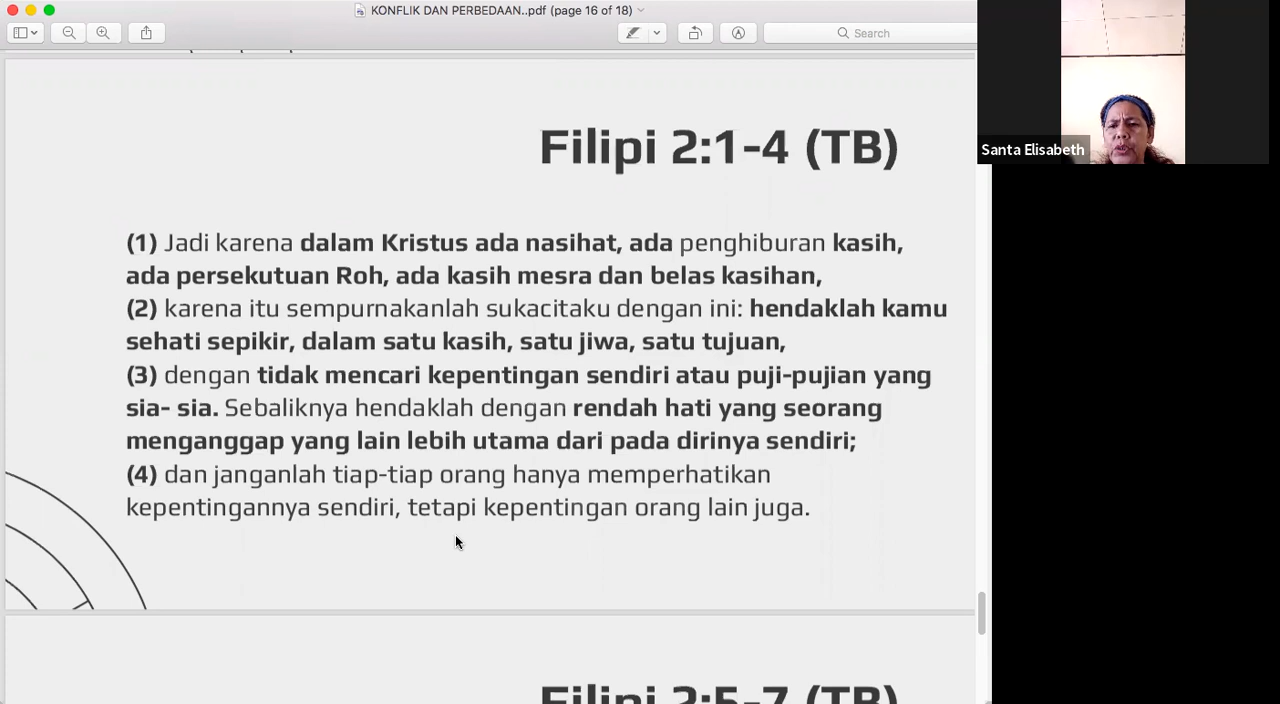 KONFLIK DAN PERBEDAAN..pdf (page 16 of 18)
Search
Santa Elisabeth
Filipi 2:1-4 (TB)
(1) Jadi karena dalam Kristus ada nasihat, ada penghiburan kasih,
ada persekutuan Roh, ada kasih mesra dan belas kasihan,
(2) karena itu sempurnakanlah sukacitaku dengan ini: hendaklah kamu
sehati sepikir, dalam satu kasih, satu jiwa, satu tujuan,
(3) dengan tidak mencari kepentingan sendiri atau puji-pujian yang
sia- sia. Sebaliknya hendaklah dengan rendah hati yang seorang
menganggap yang lain lebih utama dari pada dirinya sendiri;
(4) dan janganlah tiap-tiap orang hanya memperhatikan
kepentingannya sendiri, tetapi kepentingan orang lain juga.
Filipi 2:5-7 (TB)